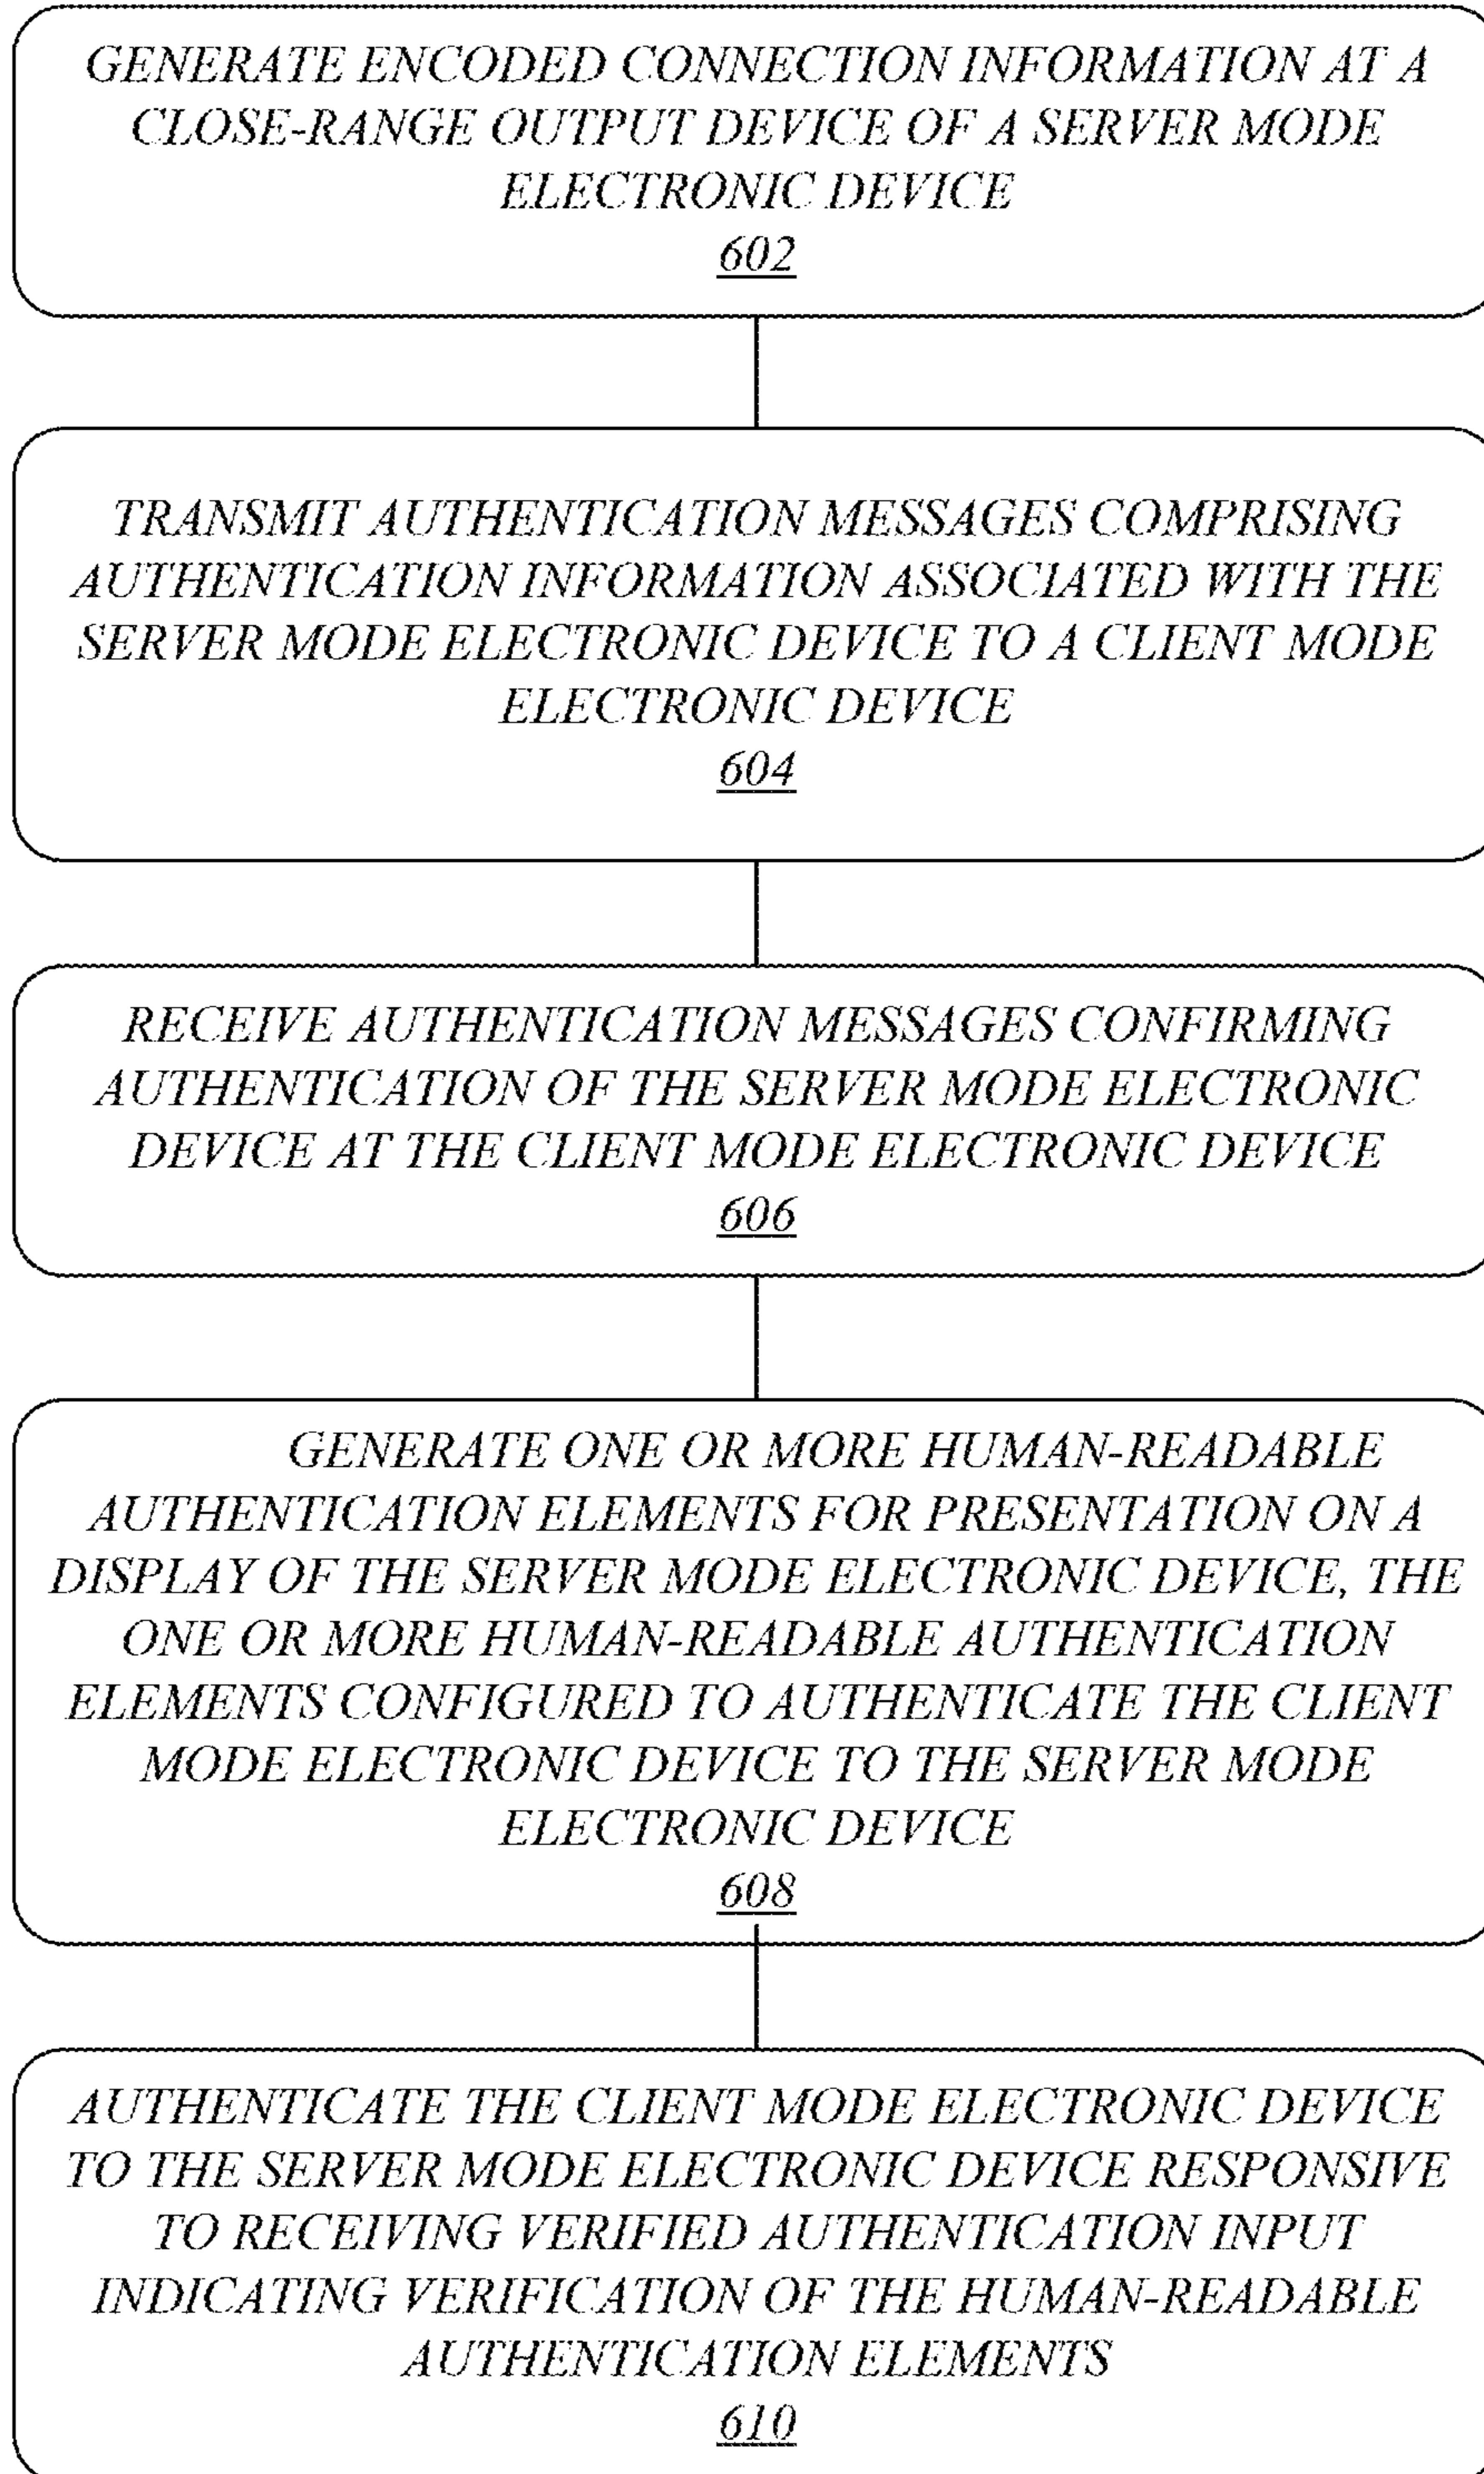 GENERATE ENCODED CONNECTION INFORMATION AT A
CLOSE-RANGE OUTPUT DEVICE OF A SERVER MODE
ELECTRONIC DEVICE
602
TRANSMIT AUTHENTICATION MESSAGES COMPRISING
AUTHENTICATION INFORMATION ASSOCIATED WITH THE
SERVER MODE ELECTRONIC DEVICE TO A CLIENT MODE
ELECTRONIC DEVICE
604
RECEIVE AUTHENTICATION MESSAGES CONFIRMING
AUTHENTICATION OF THE SERVER MODE ELECTRONIC
DEVICE AT THE CLIENT MODE ELECTRONIC DEVICE
606
GENERATE ONE OR MORE HUMAN-READABLE
AUTHENTICATION ELEMENTS FOR PRESENTATION ON A
DISPLAY OF THE SERVER MODE ELECTRONIC DEVICE, THE
ONE OR MORE HUMAN-READABLE AUTHENTICATION
ELEMENTS CONFIGURED TO AUTHENTICATE THE CLIENT
MODE ELECTRONIC DEVICE TO THE SERVER MODE
ELECTRONIC DEVICE
608
AUTHENTICATE THE CLIENT MODE ELECTRONIC DEVICE
TO THE SERVER MODE ELECTRONIC DEVICE RESPONSIVE
TO RECEIVING VERIFIED AUTHENTICATION INPUT
INDICATING VERIFICATION OF THE HUMAN-READABLE
AUTHENTICATION ELEMENTS
610